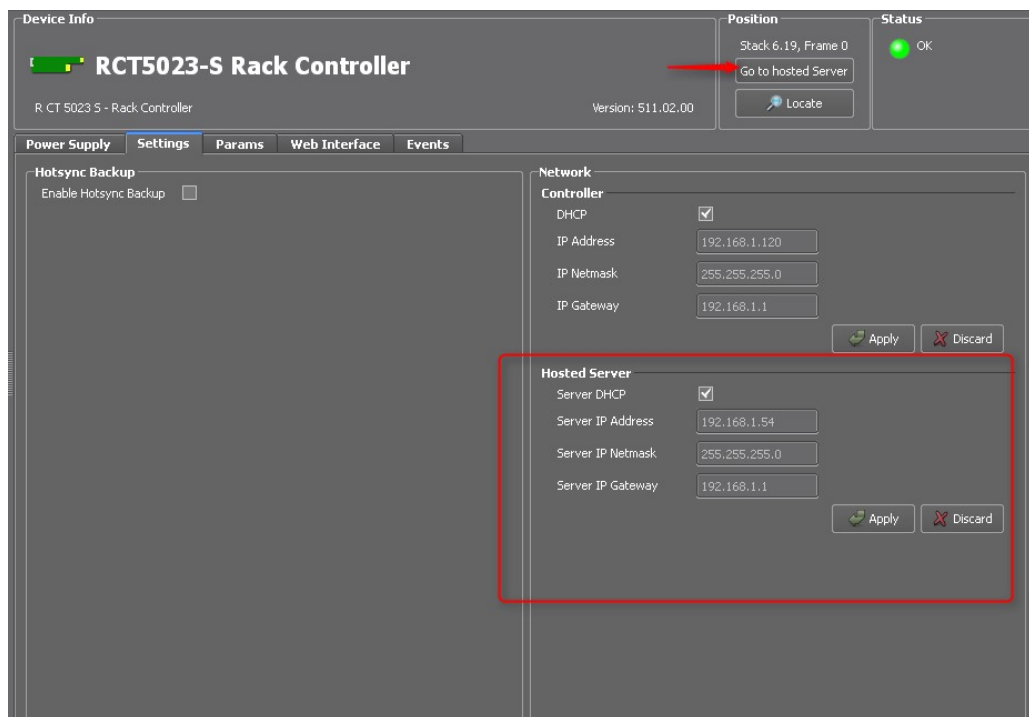 Device Info
RCT5023-S Rack Controller
R CT 5023 S - Rack Controller
Version: 511.02.00
Position
Stack 6.19, Frame 0
Go to hosted Server
Locate
Status
OK
Power Supply Settings Params Web Interface Events
Hotsync Backup
Enable Hotsync Backup
Network
Controller
DHCP
IP Address 192.168.1.120
IP Netmask 255.255.255.0
IP Gateway 192.168.1.1
Apply Discard
Hosted Server
Server DHCP
Server IP Address 192.168.1.54
Server IP Netmask 255.255.255.0
Server IP Gateway 192.168.1.1
Apply Discard